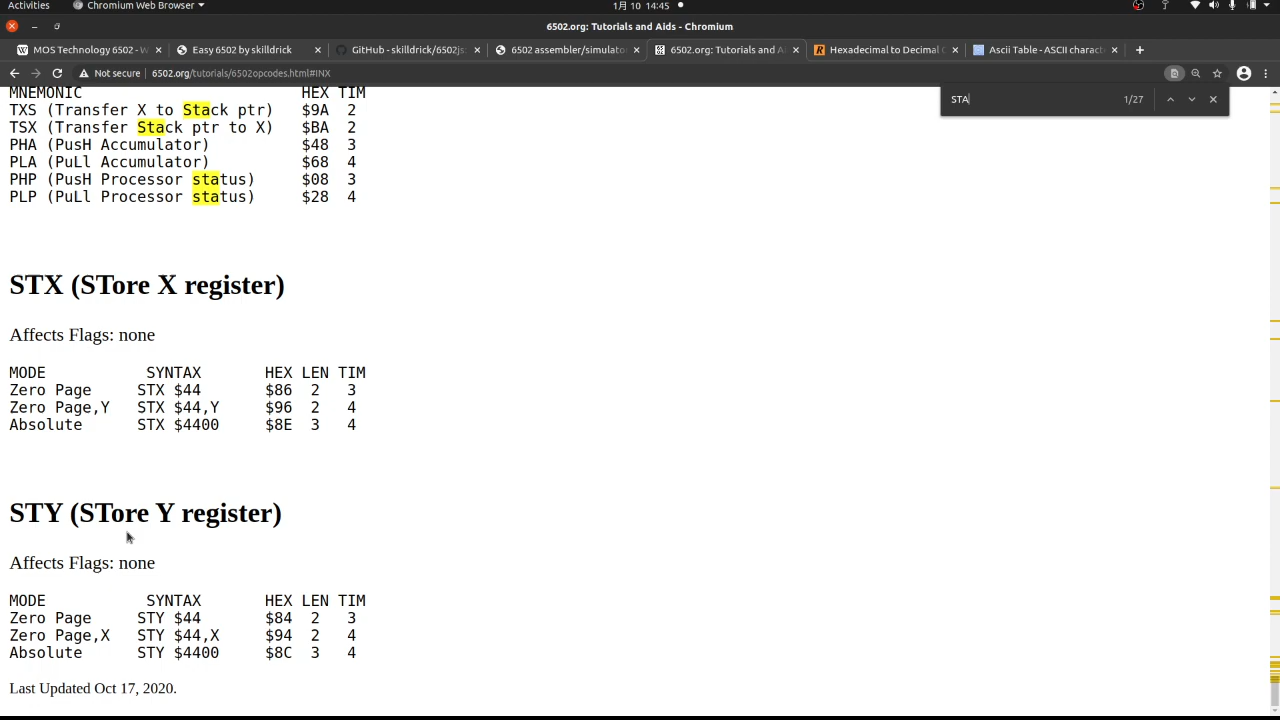 Activities
Chromium Web Browser
1月 10 14:45
6502.org: Tutorials and Aids - Chromium
MOS Technology 6502 - W
Easy 6502 by skilldrick
GitHub - skilldrick/6502js:
6502 assembler/simulato
6502.org: Tutorials and Ai
Hexadecimal to Decimal C
Ascii Table - ASCII charact
Not secure
6502.org/tutorials/6502opcodes.html#INX
STA
1/27
MNEMONIC HEX TIM
TXS (Transfer X to Stack ptr) $9A 2
TSX (Transfer Stack ptr to X) $BA 2
PHA (PusH Accumulator) $48 3
PLA (PuLl Accumulator) $68 4
PHP (PusH Processor status) $08 3
PLP (PuLl Processor status) $28 4
STX (STore X register)
Affects Flags: none
MODE SYNTAX HEX LEN TIM
Zero Page STX $44 $86 2 3
Zero Page,Y STX $44,Y $96 2 4
Absolute STX $4400 $8E 3 4
STY (STore Y register)
Affects Flags: none
MODE SYNTAX HEX LEN TIM
Zero Page STY $44 $84 2 3
Zero Page,X STY $44,X $94 2 4
Absolute STY $4400 $8C 3 4
Last Updated Oct 17, 2020.